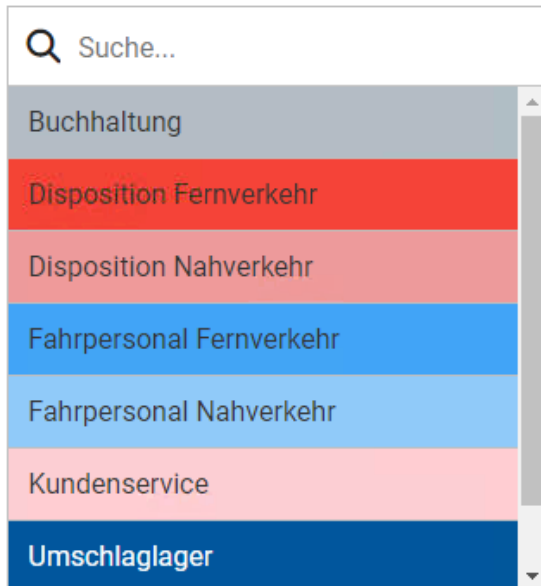 Suche...
Buchhaltung
Disposition Fernverkehr
Disposition Nahverkehr
Fahrpersonal Fernverkehr
Fahrpersonal Nahverkehr
Kundenservice
Umschlaglager